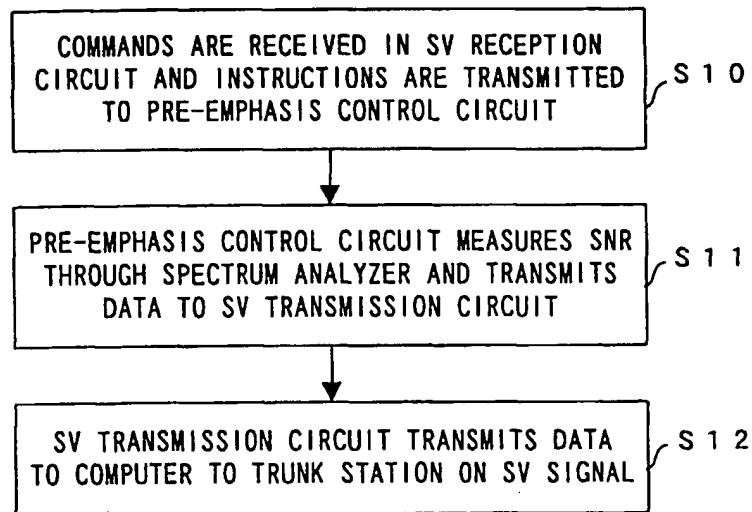 COMMANDS ARE RECEIVED IN SV RECEPTION
CIRCUIT AND INSTRUCTIONS ARE TRANSMITTED
TO PRE-EMPHASIS CONTROL CIRCUIT
S10
PRE-EMPHASIS CONTROL CIRCUIT MEASURES SNR
THROUGH SPECTRUM ANALYZER AND TRANSMITS
DATA TO SV TRANSMISSION CIRCUIT
S11
SV TRANSMISSION CIRCUIT TRANSMITS DATA
TO COMPUTER TO TRUNK STATION ON SV SIGNAL
S12